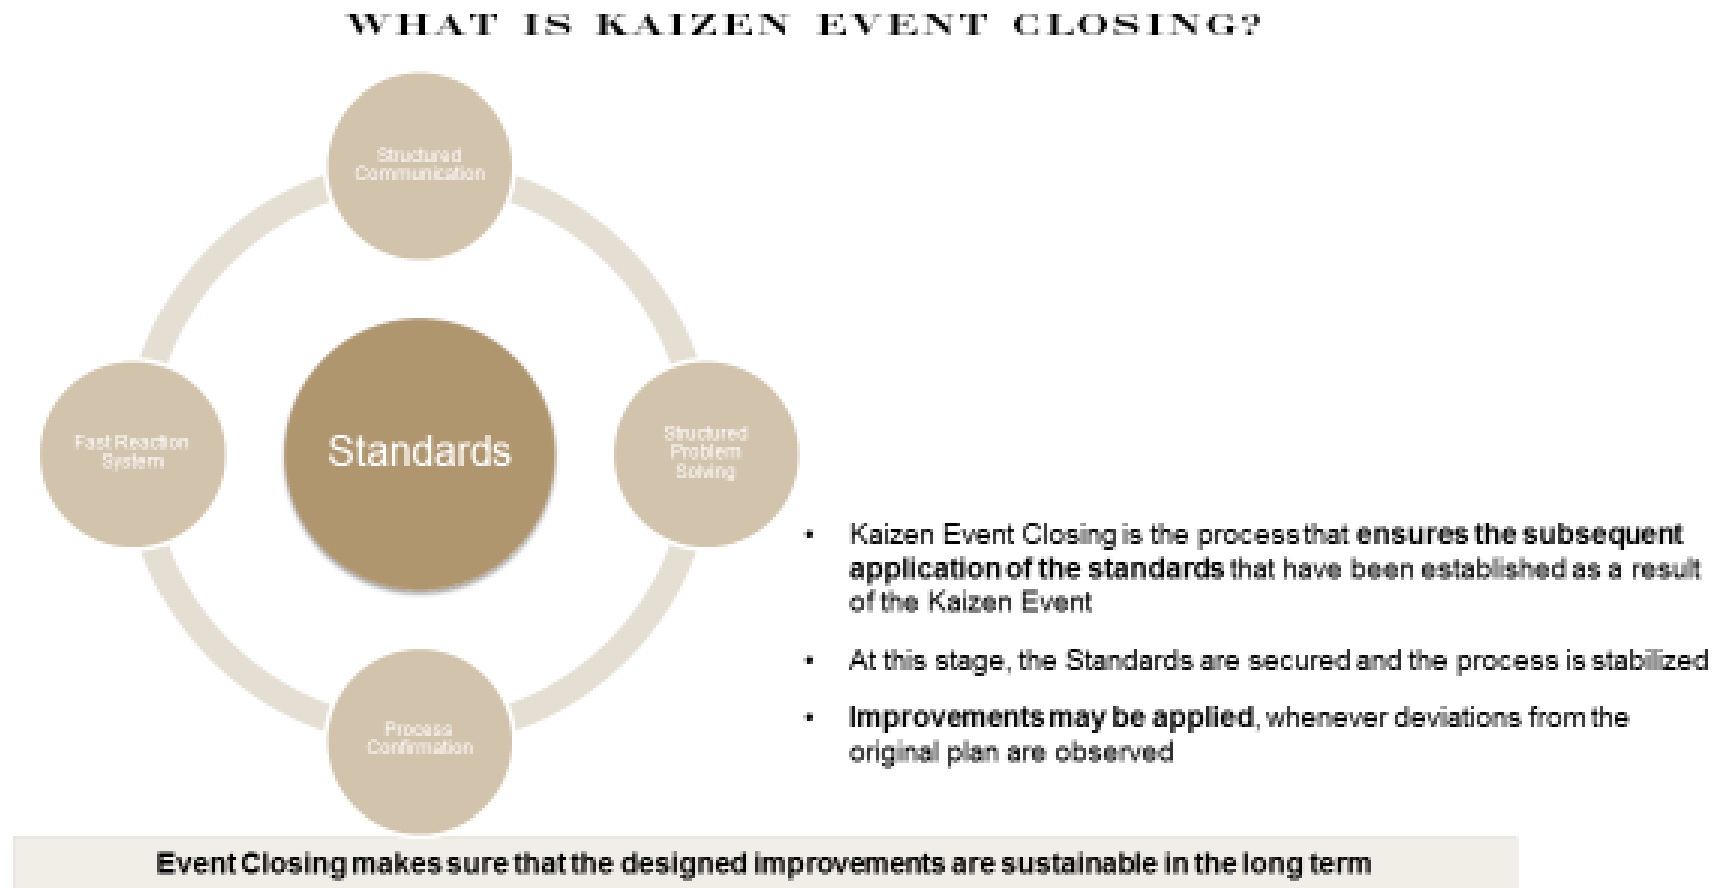 WHAT IS KAIZEN EVENT CLOSING?
Structured
Communication
Fast Reaction
System
Standards
Structured
Problem
Solving
Process
Confirmation
• Kaizen Event Closing is the process that ensures the subsequent
application of the standards that have been established as a result
of the Kaizen Event
• At this stage, the Standards are secured and the process is stabilized
• Improvements may be applied, whenever deviations from the
original plan are observed
Event Closing makes sure that the designed improvements are sustainable in the long term